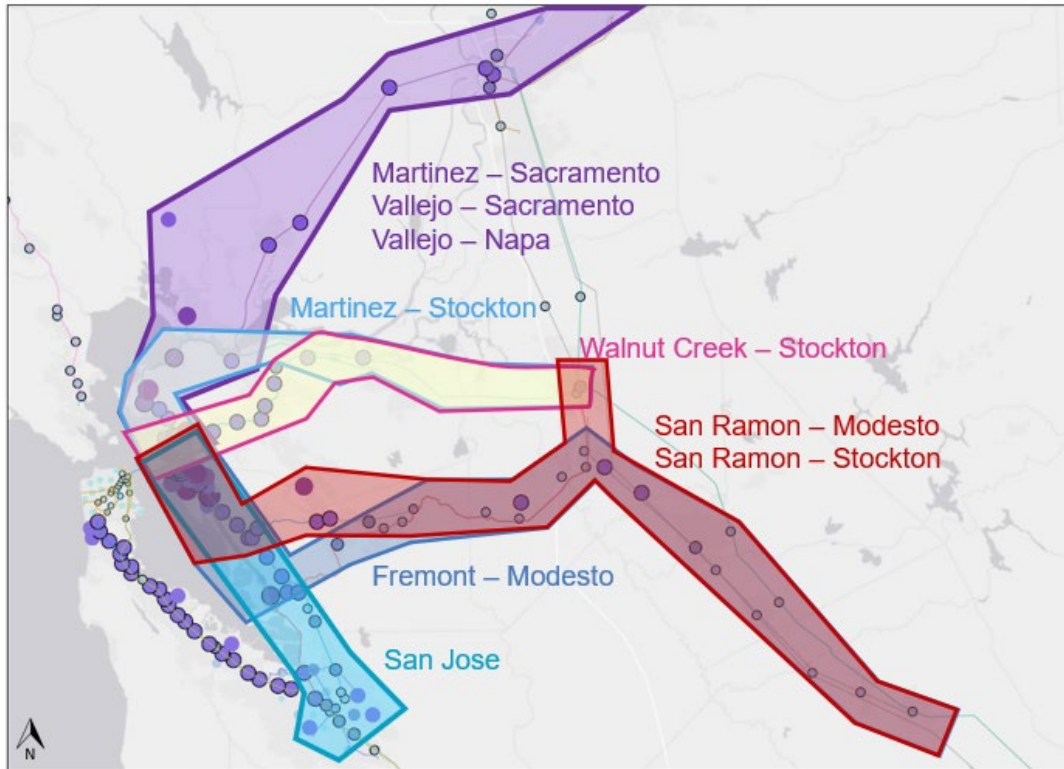 Martinez – Sacramento
Vallejo – Sacramento
Vallejo – Napa
Martinez – Stockton
Walnut Creek – Stockton
San Ramon – Modesto
San Ramon – Stockton
Fremont – Modesto
San Jose
N